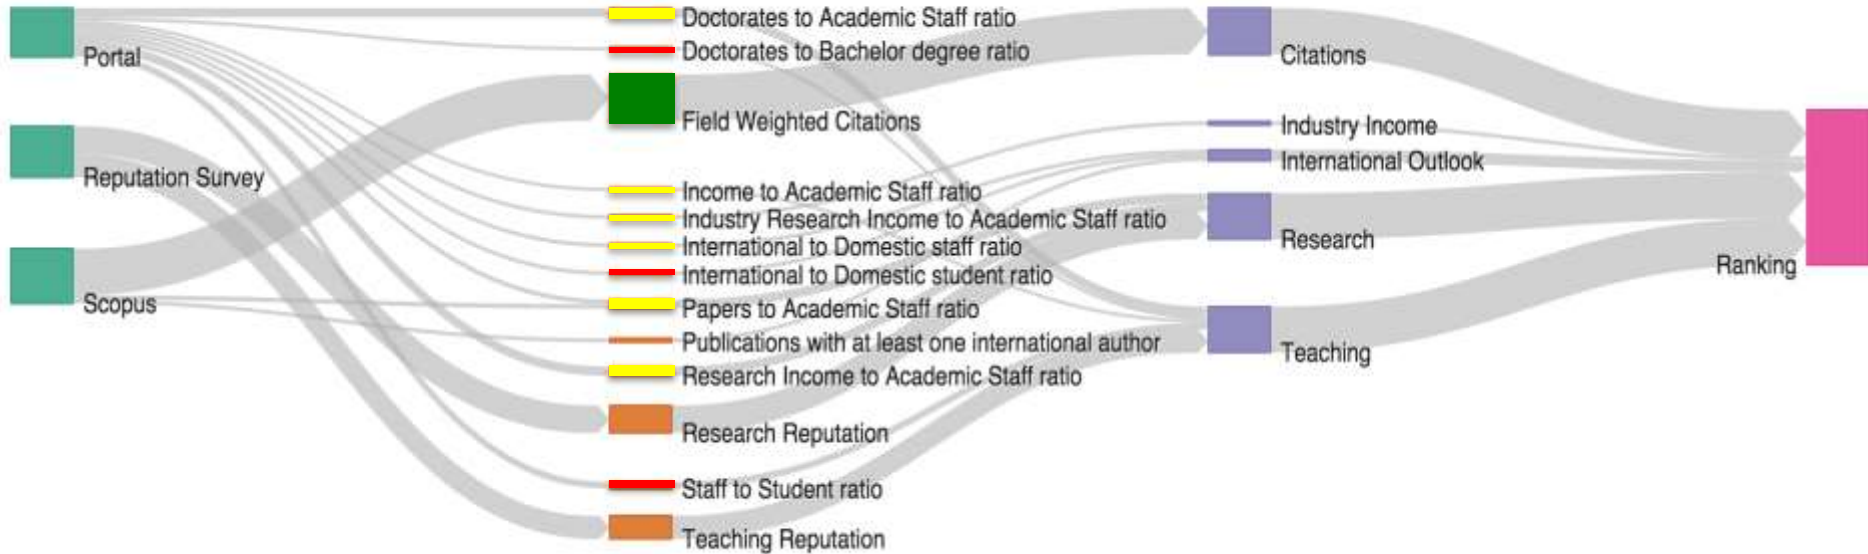 Portal
Reputation Survey
Scopus
Doctorates to Academic Staff ratio
Doctorates to Bachelor degree ratio
Field Weighted Citations
Income to Academic Staff ratio
Industry Research Income to Academic Staff ratio
International to Domestic staff ratio
International to Domestic student ratio
Papers to Academic Staff ratio
Publications with at least one international author
Research Income to Academic Staff ratio
Research Reputation
Staff to Student ratio
Teaching Reputation
Citations
Industry Income
International Outlook
Research
Teaching
Ranking